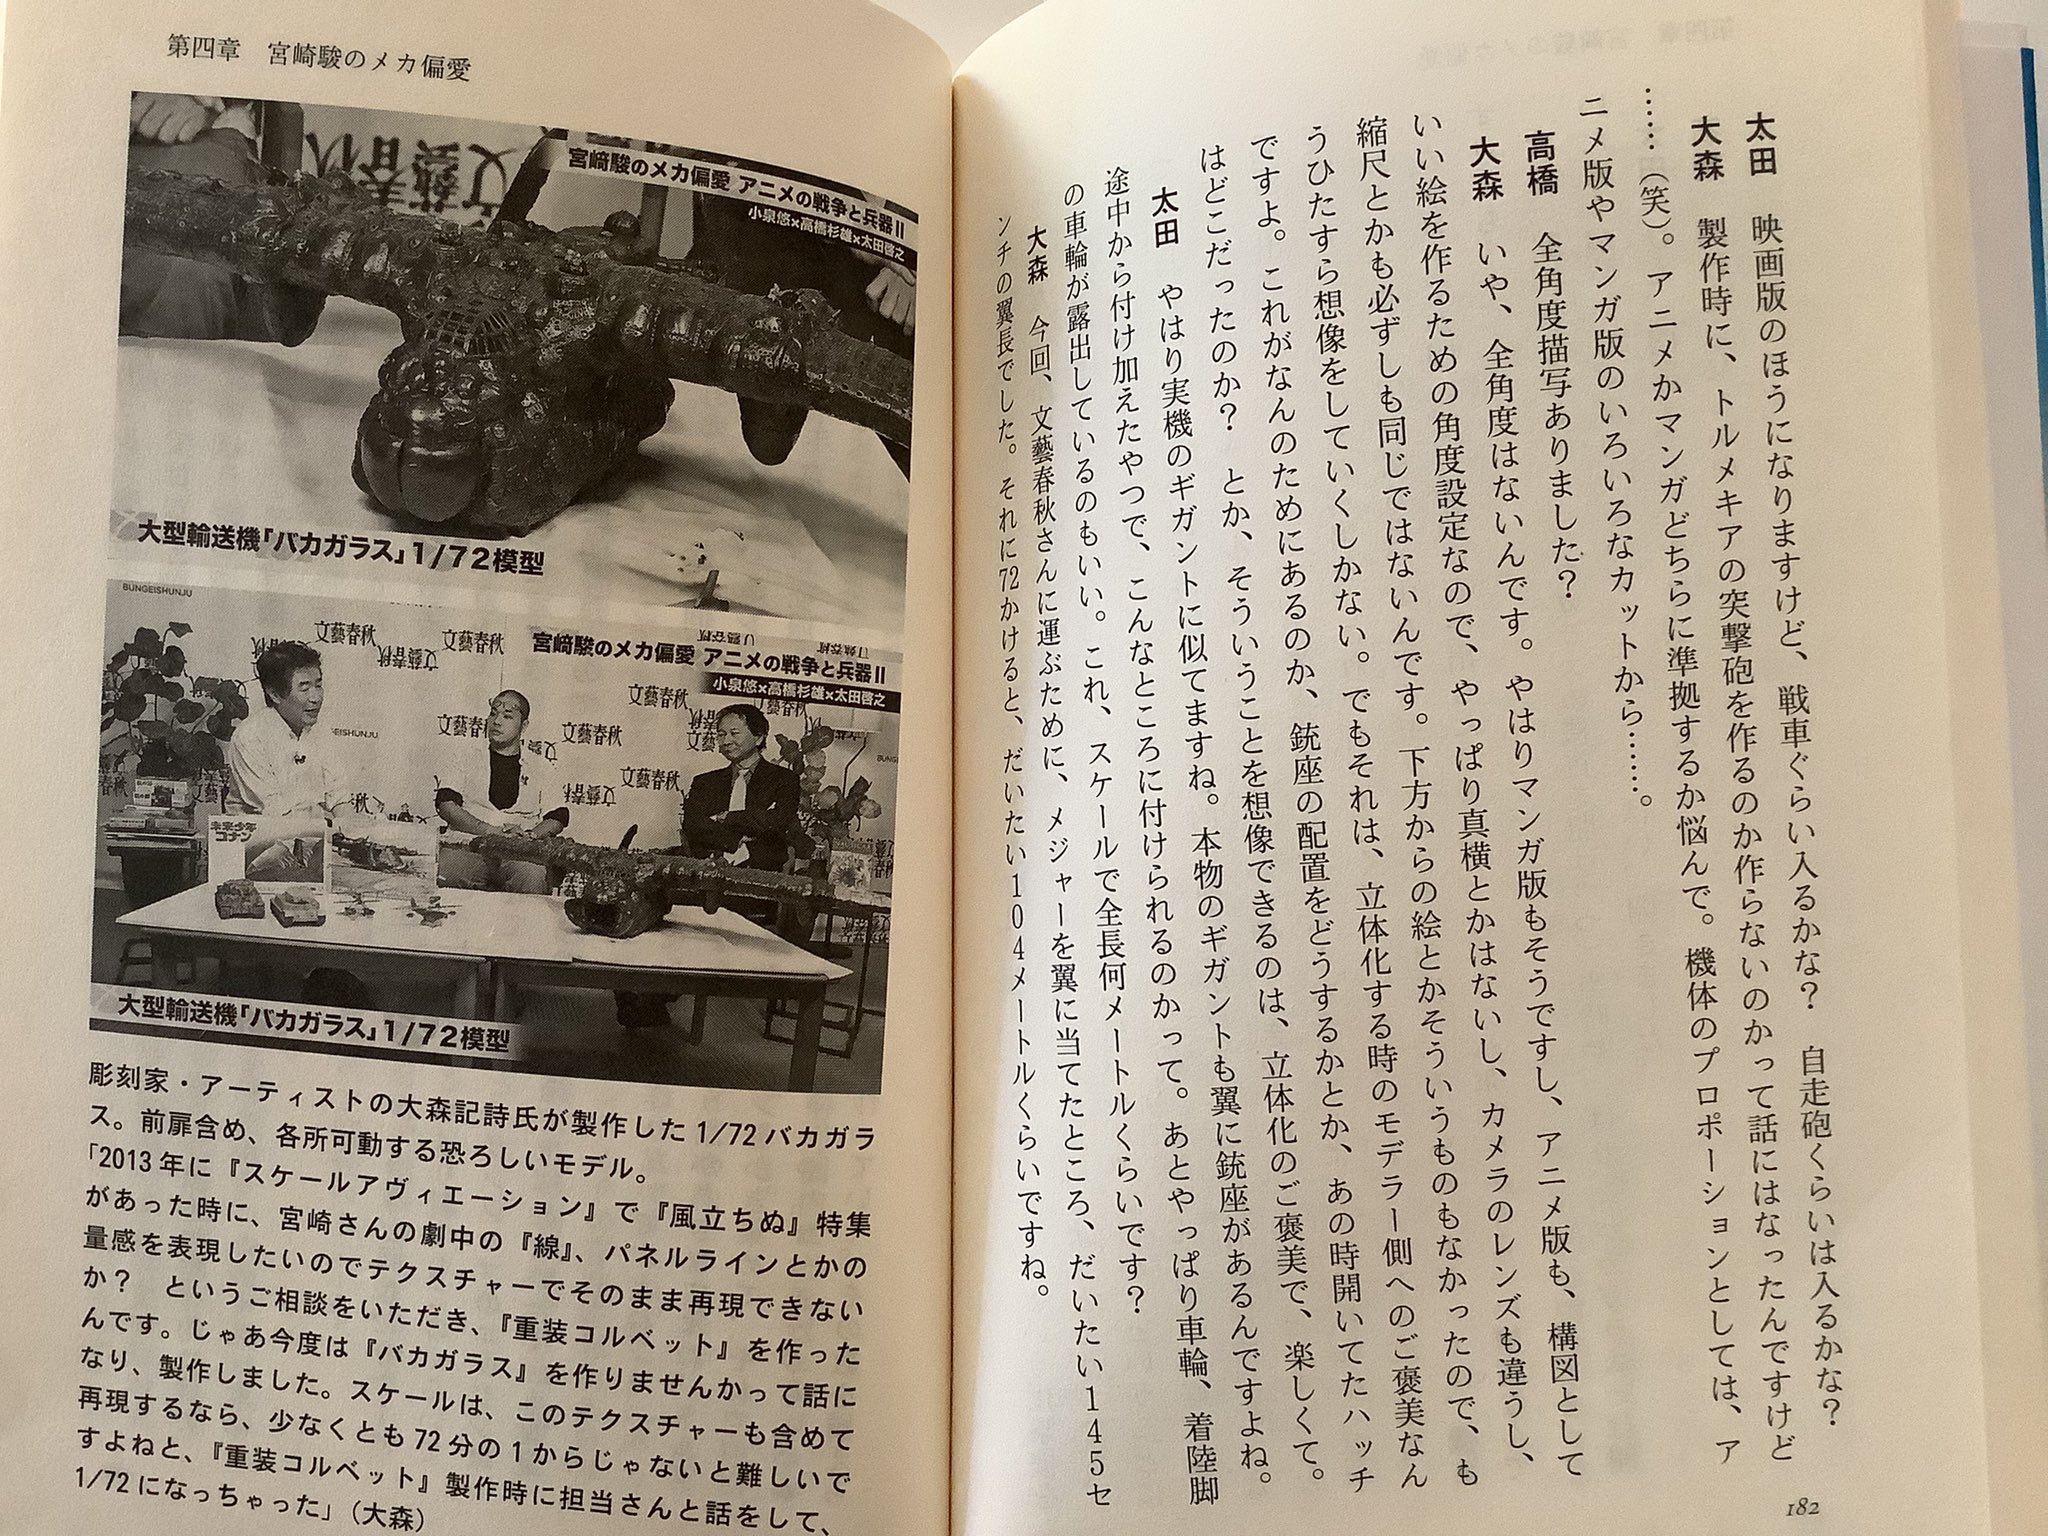 182
太田　映画版のほうになりますけど、戦車ぐらい入るかな？　自走砲くらいは入るかな？
大森　製作時に、トルメキアの突撃砲を作るのか作らないのかって話にはなったんですけど
……（笑）。アニメかマンガどちらに準拠するか悩んで。機体のプロポーションとしては、ア
ニメ版やマンガ版のいろいろなカットから……。
高橋　全角度描写ありました？
大森　いや、全角度はないんです。やはりマンガ版もそうですし、アニメ版も、構図として
いい絵を作るための角度設定なので、やっぱり真横とかはないし、カメラのレンズも違うし、
縮尺とかも必ずしも同じではないんです。下方からの絵とかそういうものもなかったので、も
うひたすら想像をしていくしかない。でもそれは、立体化する時のモデラー側へのご褒美なん
ですよ。これがなんのためにあるのか、銃座の配置をどうするかとか、あの時開いてたハッチ
はどこだったのか？　とか、そういうことを想像できるのは、立体化のご褒美で、楽しくて。
太田　やはり実機のギガントに似てますね。本物のギガントも翼に銃座があるんですよね。
途中から付け加えたやつで、こんなところに付けられるのかって。あとやっぱり車輪、着陸脚
の車輪が露出しているのもいい。これ、スケールで全長何メートルくらいです？
大森　今回、文藝春秋さんに運ぶために、メジャーを翼に当てたところ、だいたい145セ
ンチの翼長でした。それに72かけると、だいたい104メートルくらいですね。
第四章　宮崎駿のメカ偏愛
文藝春秋
宮﨑駿のメカ偏愛 アニメの戦争と兵器Ⅱ
小泉悠×高橋杉雄×太田啓之
大型輸送機「バカガラス」1/72模型
BUNGEISHUNJU
文藝春秋
宮﨑駿のメカ偏愛 アニメの戦争と兵器Ⅱ
小泉悠×高橋杉雄×太田啓之
未来少年
コナン
大型輸送機「バカガラス」1/72模型
彫刻家・アーティストの大森記詩氏が製作した1/72バカガラ
ス。前扉含め、各所可動する恐ろしいモデル。
「2013年に『スケールアヴィエーション』で『風立ちぬ』特集
があった時に、宮崎さんの劇中の『線』、パネルラインとかの
量感を表現したいのでテクスチャーでそのまま再現できない
か？　というご相談をいただき、『重装コルベット』を作った
んです。じゃあ今度は『バカガラス』を作りませんかって話に
なり、製作しました。スケールは、このテクスチャーも含めて
再現するなら、少なくとも72分の1からじゃないと難しいで
すよねと、『重装コルベット』製作時に担当さんと話をして、
1/72になっちゃった」（大森）